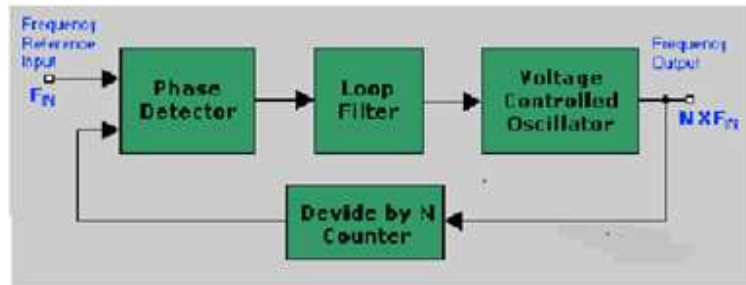 Frequency
Reference
Input
FIN
Phase
Detector
Loop
Filter
Voltage
Controlled
Oscillator
Frequency
Output
N X FIN
Devide by N
Counter